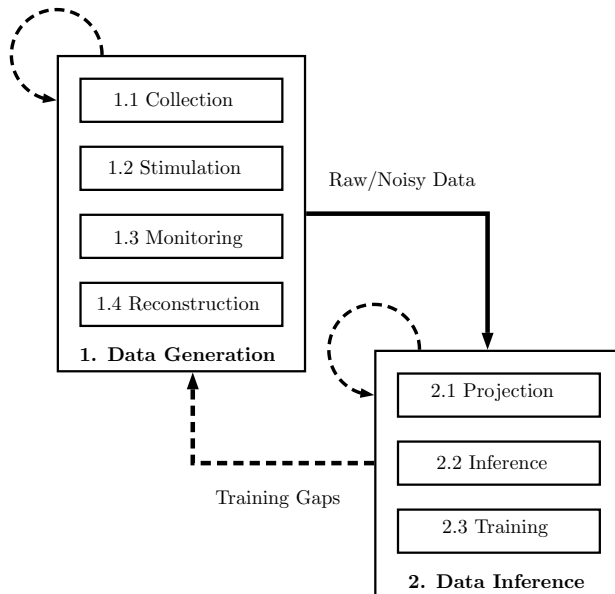 1.1 Collection
1.2 Stimulation
1.3 Monitoring
1.4 Reconstruction
1. Data Generation
Raw/Noisy Data
2.1 Projection
2.2 Inference
2.3 Training
2. Data Inference
Training Gaps